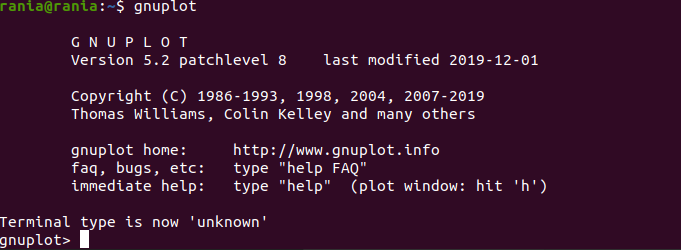 rania@rania:~$ gnuplot
G N U P L O T
Version 5.2 patchlevel 8    last modified 2019-12-01
Copyright (C) 1986-1993, 1998, 2004, 2007-2019
Thomas Williams, Colin Kelley and many others
gnuplot home:     http://www.gnuplot.info
faq, bugs, etc:   type "help FAQ"
immediate help:   type "help"  (plot window: hit 'h')
Terminal type is now 'unknown'
gnuplot>